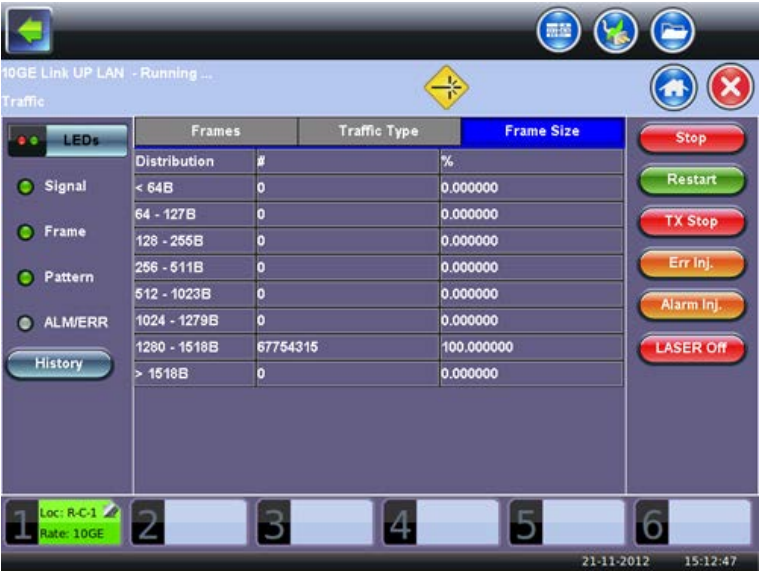 10GE Link UP LAN - Running ...
Traffic
LEDs
Signal
Frame
Pattern
ALM/ERR
History
Frames Traffic Type Frame Size
Distribution # %
< 64B 0 0.000000
64 - 127B 0 0.000000
128 - 255B 0 0.000000
256 - 511B 0 0.000000
512 - 1023B 0 0.000000
1024 - 1279B 0 0.000000
1280 - 1518B 67754315 100.000000
> 1518B 0 0.000000
Stop
Restart
TX Stop
Err Inj.
Alarm Inj.
LASER Off
1 Loc: R-C-1 2 3 4 5 6
Rate: 10GE
21-11-2012 15:12:47